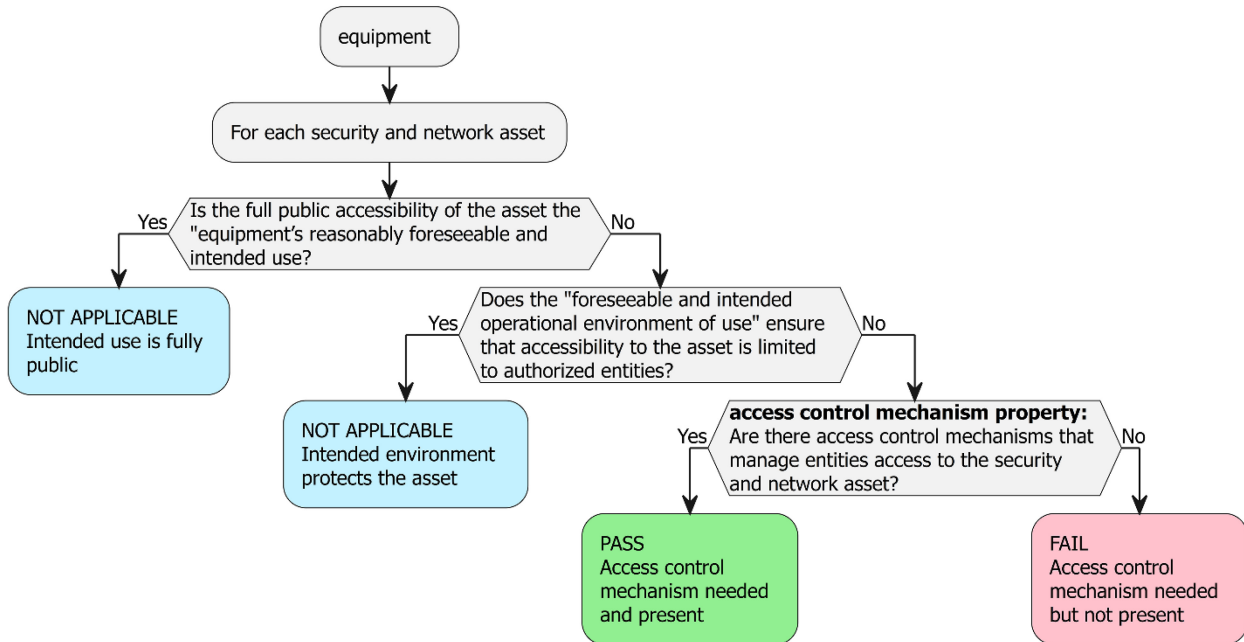 equipment
For each security and network asset
Yes
Is the full public accessibility of the asset the
"equipment’s reasonably foreseeable and
intended use?
No
NOT APPLICABLE
Intended use is fully
public
Yes
Does the "foreseeable and intended
operational environment of use" ensure
that accessibility to the asset is limited
to authorized entities?
No
NOT APPLICABLE
Intended environment
protects the asset
Yes
access control mechanism property:
Are there access control mechanisms that
manage entities access to the security
and network asset?
No
PASS
Access control
mechanism needed
and present
FAIL
Access control
mechanism needed
but not present